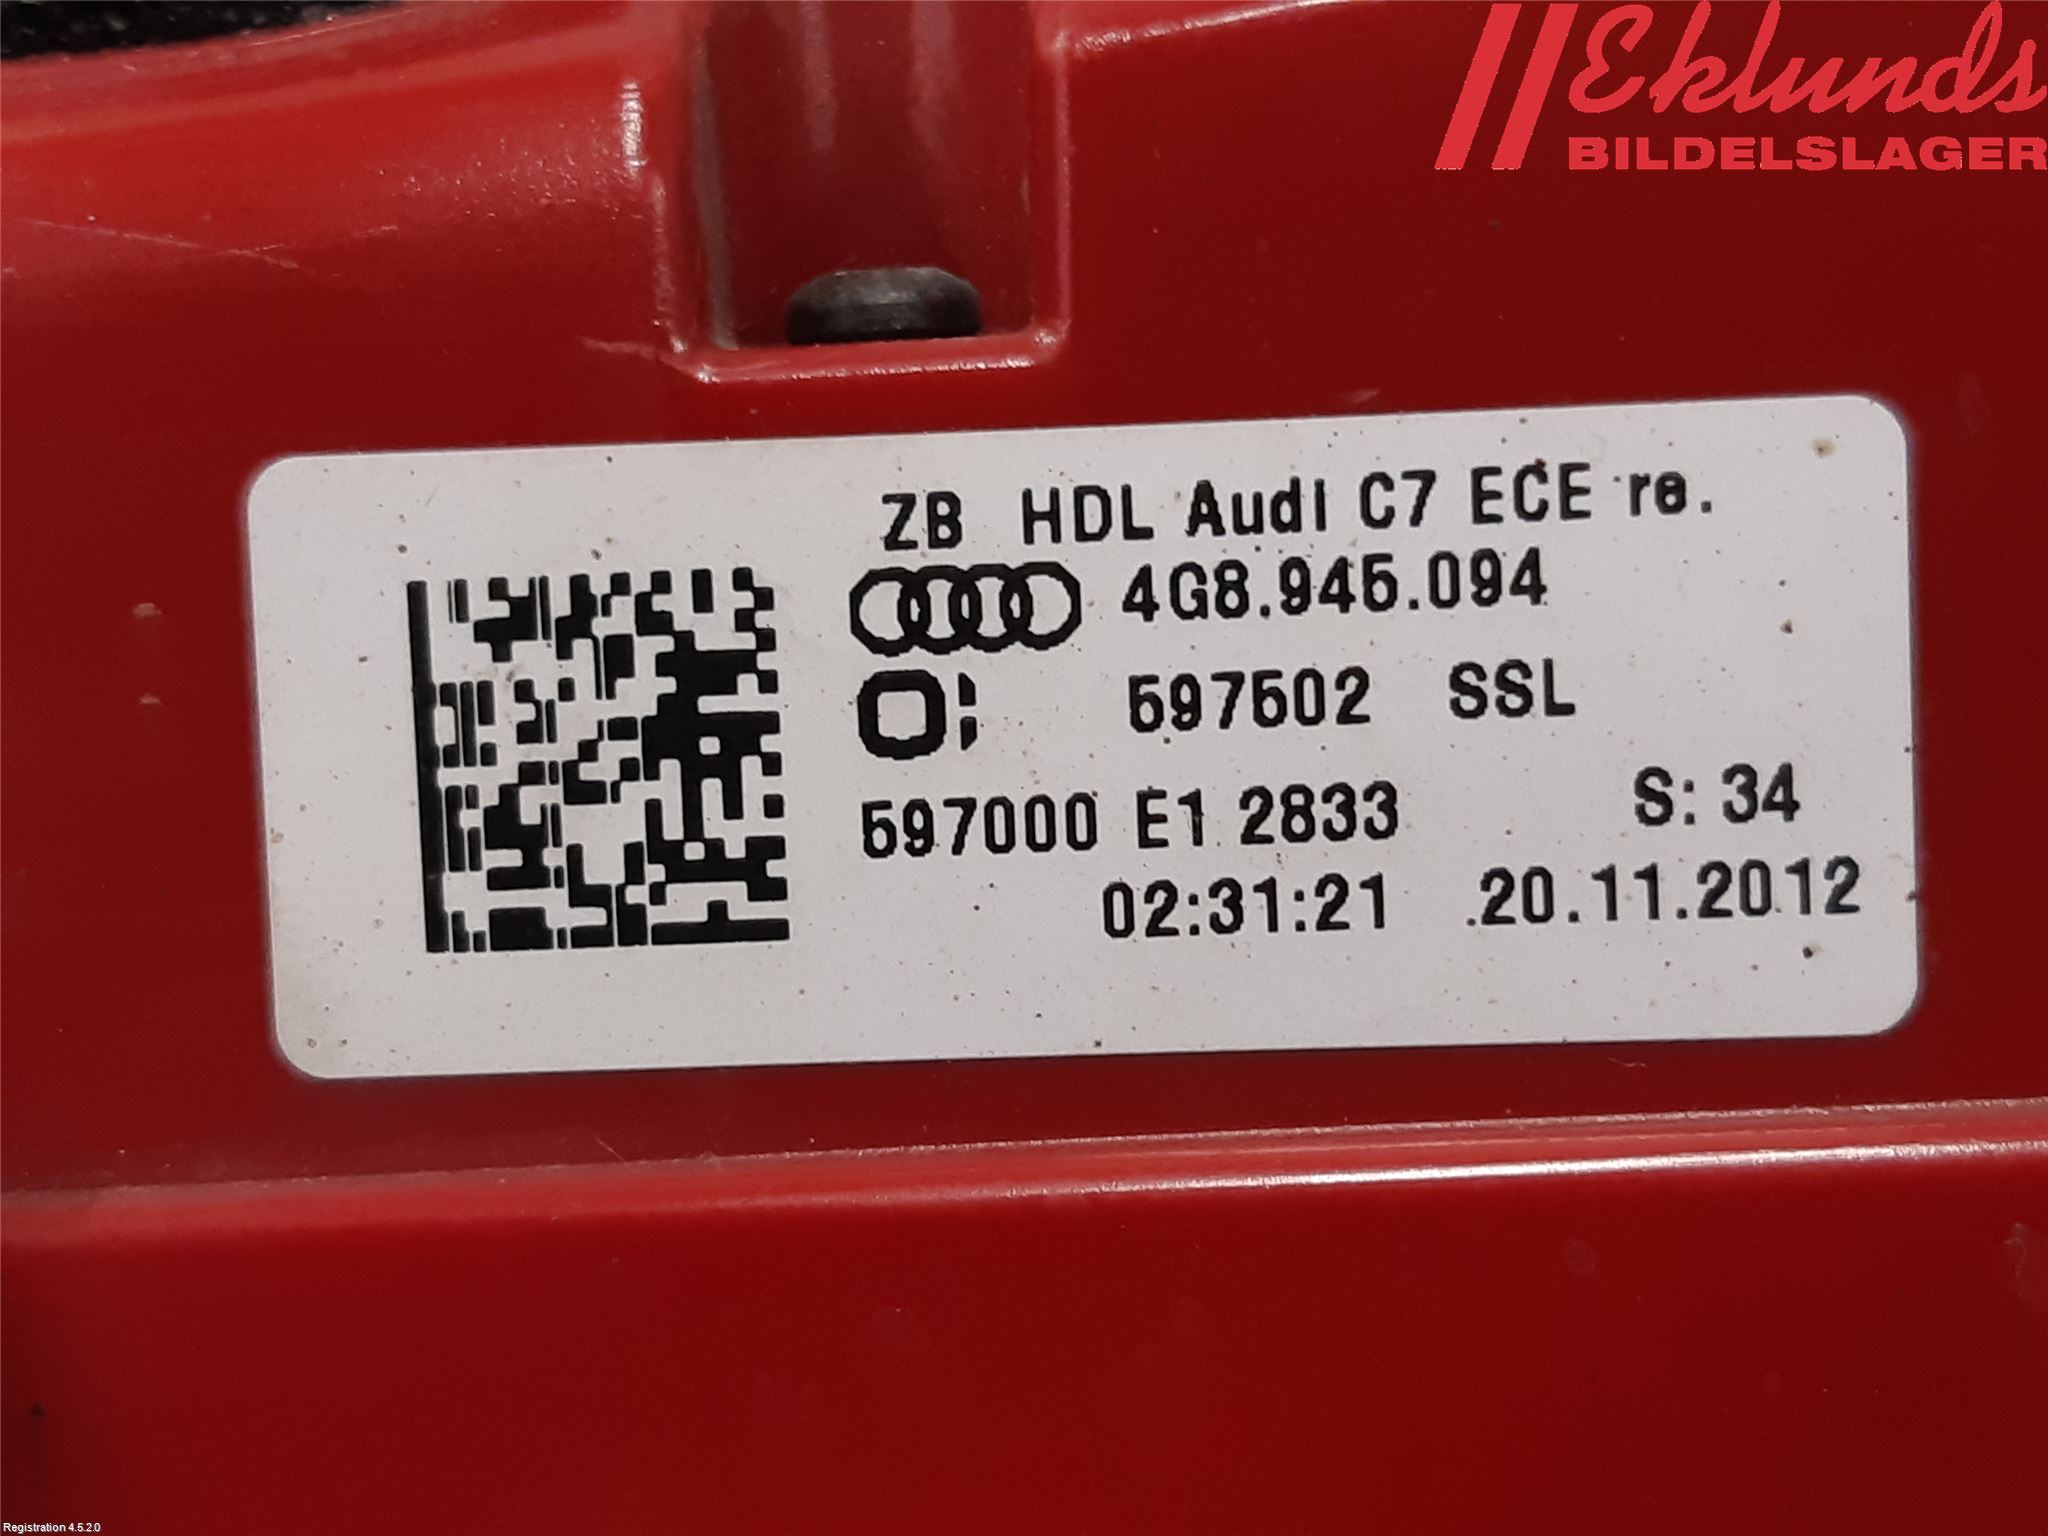 Eklunds
BILDELSLAGER
ZB HDL Audi C7 ECE re.
4G8.945.094
597502 SSL
597000 E1 2833 S: 34
02:31:21 20.11.2012
Registration 4.5.2.0